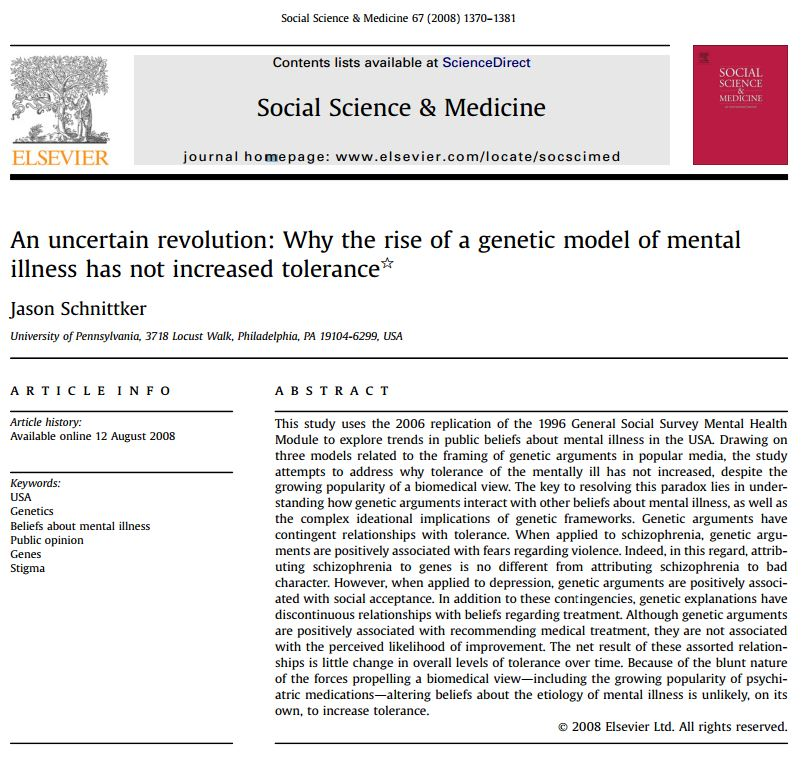 Social Science & Medicine 67 (2008) 1370–1381
Contents lists available at ScienceDirect
Social Science & Medicine
journal homepage: www.elsevier.com/locate/socscimed
ELSEVIER
SOCIAL
SCIENCE
&
MEDICINE
An uncertain revolution: Why the rise of a genetic model of mental
illness has not increased tolerance☆
Jason Schnittker
University of Pennsylvania, 3718 Locust Walk, Philadelphia, PA 19104-6299, USA
ARTICLE INFO
Article history:
Available online 12 August 2008
Keywords:
USA
Genetics
Beliefs about mental illness
Public opinion
Genes
Stigma
ABSTRACT
This study uses the 2006 replication of the 1996 General Social Survey Mental Health
Module to explore trends in public beliefs about mental illness in the USA. Drawing on
three models related to the framing of genetic arguments in popular media, the study
attempts to address why tolerance of the mentally ill has not increased, despite the
growing popularity of a biomedical view. The key to resolving this paradox lies in under-
standing how genetic arguments interact with other beliefs about mental illness, as well as
the complex ideational implications of genetic frameworks. Genetic arguments have
contingent relationships with tolerance. When applied to schizophrenia, genetic argu-
ments are positively associated with fears regarding violence. Indeed, in this regard, attrib-
uting schizophrenia to genes is no different from attributing schizophrenia to bad
character. However, when applied to depression, genetic arguments are positively associ-
ated with social acceptance. In addition to these contingencies, genetic explanations have
discontinuous relationships with beliefs regarding treatment. Although genetic arguments
are positively associated with recommending medical treatment, they are not associated
with the perceived likelihood of improvement. The net result of these assorted relation-
ships is little change in overall levels of tolerance over time. Because of the blunt nature
of the forces propelling a biomedical view—including the growing popularity of psychi-
atric medications—altering beliefs about the etiology of mental illness is unlikely, on its
own, to increase tolerance.
© 2008 Elsevier Ltd. All rights reserved.